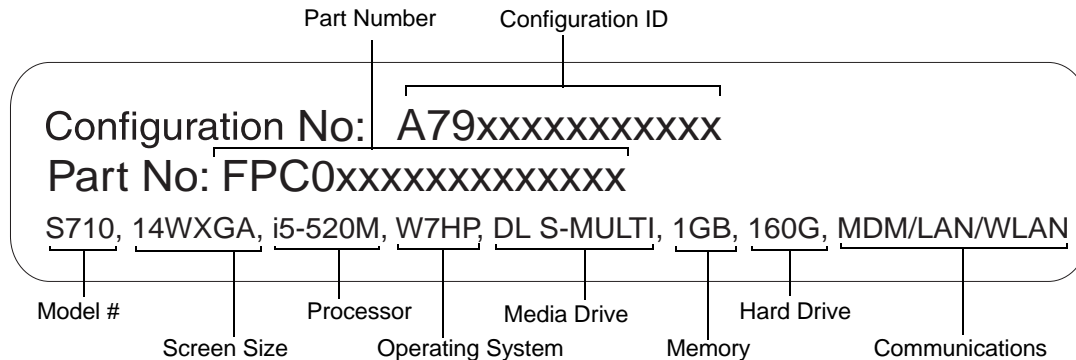 Part Number Configuration ID
Configuration No: A79xxxxxxxxxxx
Part No: FPC0xxxxxxxxxxxxx
S710, 14WXGA, i5-520M, W7HP, DL S-MULTI, 1GB, 160G, MDM/LAN/WLAN
Model # Processor Media Drive Hard Drive
Screen Size Operating System Memory Communications